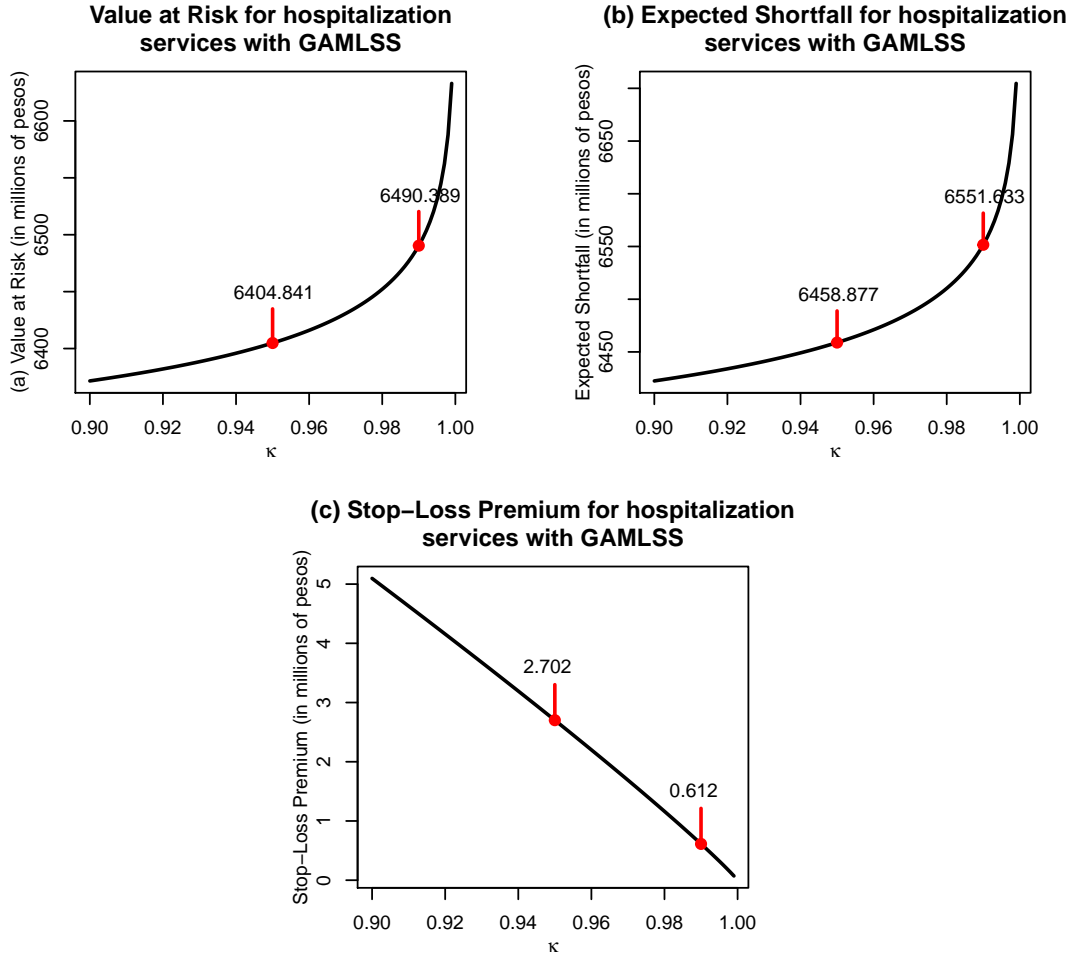 Value at Risk for hospitalization
services with GAMLSS
(a) Value at Risk (in millions of pesos)
6600
6500
6400
6490.389
6404.841
0.90 0.92 0.94 0.96 0.98 1.00
κ
(b) Expected Shortfall for hospitalization
services with GAMLSS
Expected Shortfall (in millions of pesos)
6650
6550
6450
6551.633
6458.877
0.90 0.92 0.94 0.96 0.98 1.00
κ
(c) Stop−Loss Premium for hospitalization
services with GAMLSS
Stop−Loss Premium (in millions of pesos)
5
4
3
2
1
0
2.702
0.612
0.90 0.92 0.94 0.96 0.98 1.00
κ